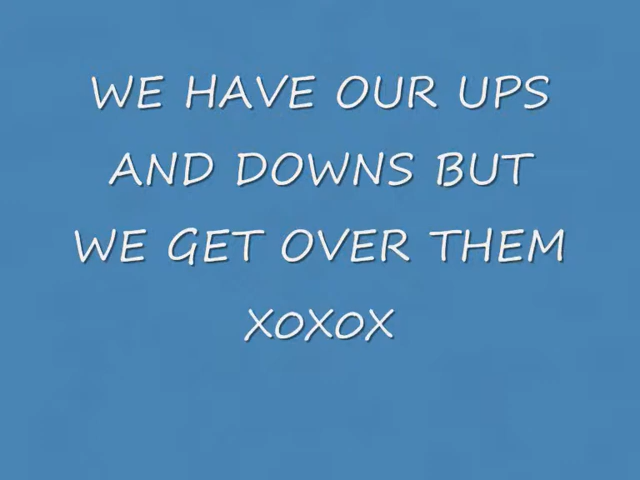 WE HAVE OUR UPS
AND DOWNS BUT
WE GET OVER THEM
XOXOX